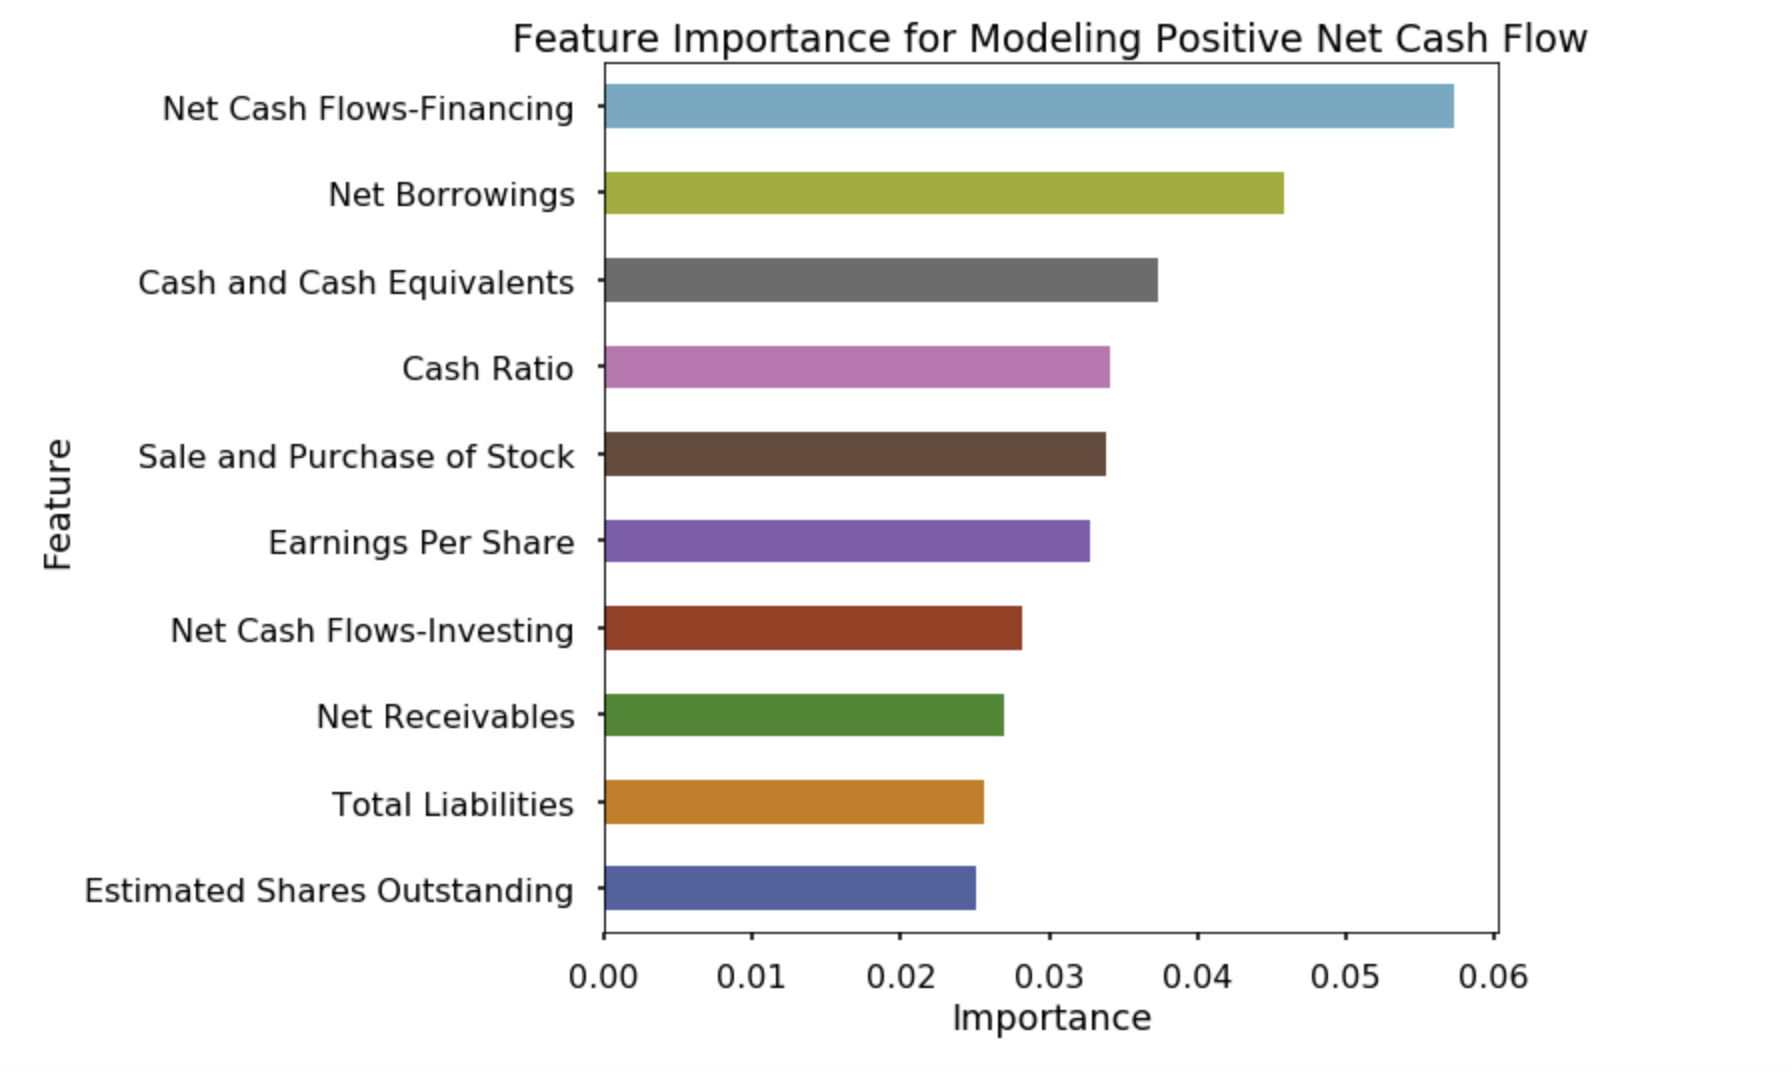 Feature Importance for Modeling Positive Net Cash Flow
Net Cash Flows-Financing
Net Borrowings
Cash and Cash Equivalents
Cash Ratio
Sale and Purchase of Stock
Earnings Per Share
Net Cash Flows-Investing
Net Receivables
Total Liabilities
Estimated Shares Outstanding
Feature
0.00 0.01 0.02 0.03 0.04 0.05 0.06
Importance